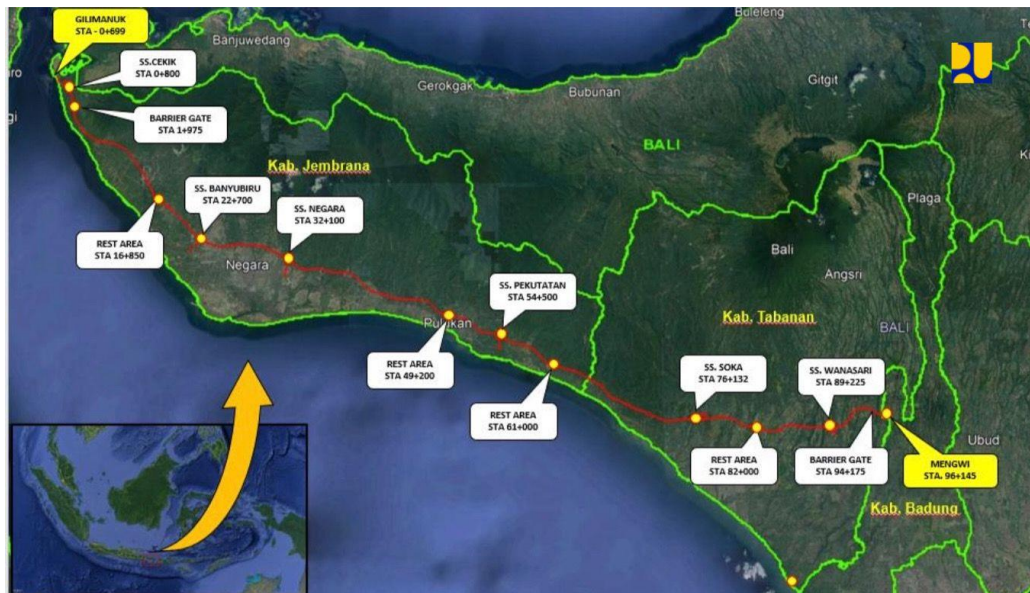 GILIMANUK
STA - 0+699
SS.CEKIK
STA 0+800
BARRIER GATE
STA 1+975
Banjuwedang
Gerokgak
Bubunan
Buleleng
Gitgit
BALI
Kab. Jembrana
SS. BANYUBIRU
STA 22+700
SS. NEGARA
STA 32+100
REST AREA
STA 16+850
Negara
Plaga
Bali
Angsri
SS. PEKUTATAN
STA 54+500
Pulukan
Kab. Tabanan
BALI
REST AREA
STA 49+200
REST AREA
STA 61+000
SS. SOKA
STA 76+132
SS. WANASARI
STA 89+225
Ubud
REST AREA
STA 82+000
BARRIER GATE
STA 94+175
MENGWI
STA. 96+145
Kab. Badung